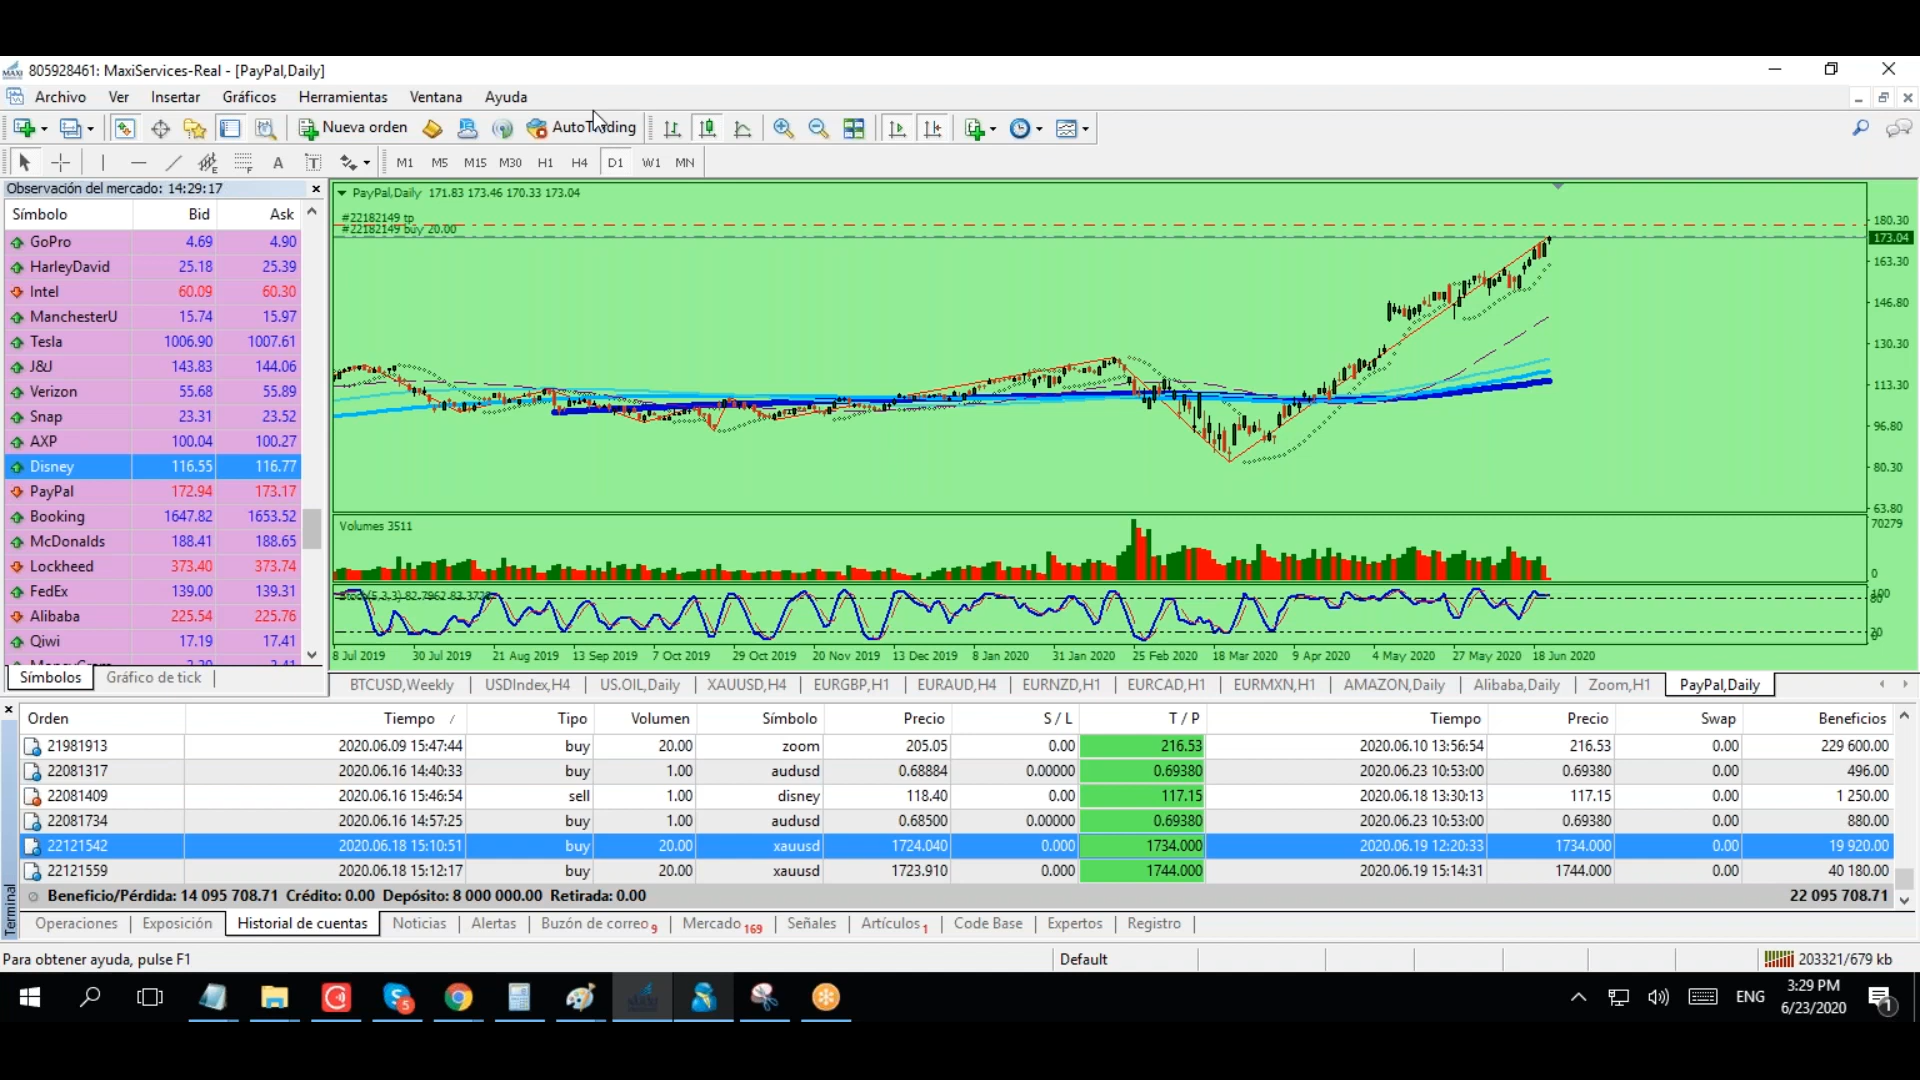 805928461: MaxiServices-Real - [PayPal,Daily]
Archivo Ver Insertar Gráficos Herramientas Ventana Ayuda
Nueva orden AutoTrading
A T M1 M5 M15 M30 H1 H4 D1 W1 MN
Observación del mercado: 14:29:17
Símbolo Bid Ask
GoPro 4.69 4.90
HarleyDavid 25.18 25.39
Intel 60.09 60.30
ManchesterU 15.74 15.97
Tesla 1006.90 1007.61
J&J 143.83 144.06
Verizon 55.68 55.89
Snap 23.31 23.52
AXP 100.04 100.27
Disney 116.55 116.77
PayPal 172.94 173.17
Booking 1647.82 1653.52
McDonalds 188.41 188.65
Lockheed 373.40 373.74
FedEx 139.00 139.31
Alibaba 225.54 225.76
Qiwi 17.19 17.41
Símbolos Gráfico de tick
PayPal,Daily 171.83 173.46 170.33 173.04
#22182149 tp
#22182149 buy 20.00
180.30
173.04
163.30
146.80
130.30
113.30
96.80
80.30
63.80
Volumes 3511
70279
0
100
80
20
8 Jul 2019 30 Jul 2019 21 Aug 2019 13 Sep 2019 7 Oct 2019 29 Oct 2019 20 Nov 2019 13 Dec 2019 8 Jan 2020 31 Jan 2020 25 Feb 2020 18 Mar 2020 9 Apr 2020 4 May 2020 27 May 2020 18 Jun 2020
BTCUSD,Weekly USDIndex,H4 US.OIL,Daily XAUUSD,H4 EURGBP,H1 EURAUD,H4 EURNZD,H1 EURCAD,H1 EURMXN,H1 AMAZON,Daily Alibaba,Daily Zoom,H1 PayPal,Daily
Orden Tiempo / Tipo Volumen Símbolo Precio S / L T / P Tiempo Precio Swap Beneficios
21981913 2020.06.09 15:47:44 buy 20.00 zoom 205.05 0.00 216.53 2020.06.10 13:56:54 216.53 0.00 229 600.00
22081317 2020.06.16 14:40:33 buy 1.00 audusd 0.68884 0.00000 0.69380 2020.06.23 10:53:00 0.69380 0.00 496.00
22081409 2020.06.16 15:46:54 sell 1.00 disney 118.40 0.00 117.15 2020.06.18 13:30:13 117.15 0.00 1 250.00
22081734 2020.06.16 14:57:25 buy 1.00 audusd 0.68500 0.00000 0.69380 2020.06.23 10:53:00 0.69380 0.00 880.00
22121542 2020.06.18 15:10:51 buy 20.00 xauusd 1724.040 0.000 1734.000 2020.06.19 12:20:33 1734.000 0.00 19 920.00
22121559 2020.06.18 15:12:17 buy 20.00 xauusd 1723.910 0.000 1744.000 2020.06.19 15:14:31 1744.000 0.00 40 180.00
Beneficio/Pérdida: 14 095 708.71 Crédito: 0.00 Depósito: 8 000 000.00 Retirada: 0.00 22 095 708.71
Terminal
Operaciones Exposición Historial de cuentas Noticias Alertas Buzón de correo 9 Mercado 169 Señales Artículos 1 Code Base Expertos Registro
Para obtener ayuda, pulse F1 Default 203321/679 kb
ENG 3:29 PM
6/23/2020 1